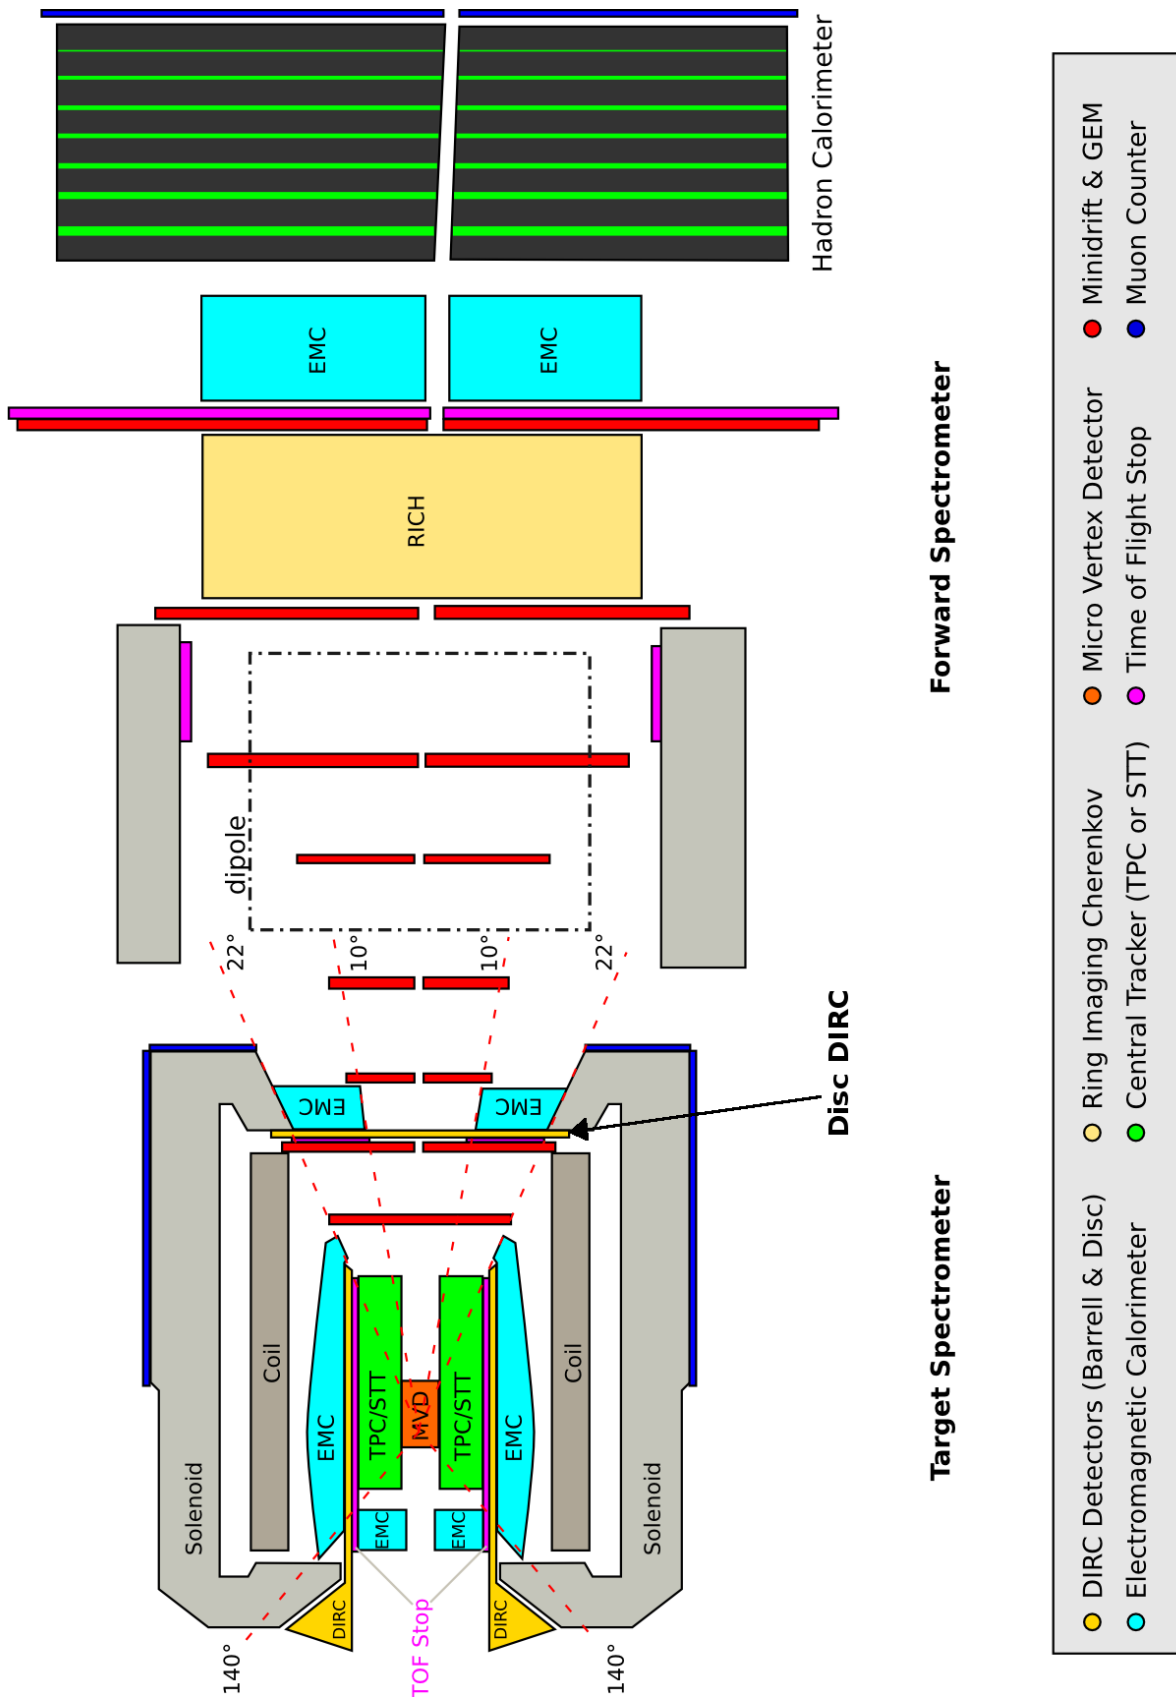 Solenoid
Coil
EMC
TPC/STT
MVD
TPC/STT
EMC
Coil
Solenoid
EMC
EMC
DIRC
DIRC
TOF Stop
140°
140°
EMC
EMC
22°
10°
10°
22°
dipole
RICH
EMC
EMC
Hadron Calorimeter
Disc DIRC
Target Spectrometer
Forward Spectrometer
DIRC Detectors (Barrell & Disc)
Ring Imaging Cherenkov
Micro Vertex Detector
Minidrift & GEM
Electromagnetic Calorimeter
Central Tracker (TPC or STT)
Time of Flight Stop
Muon Counter